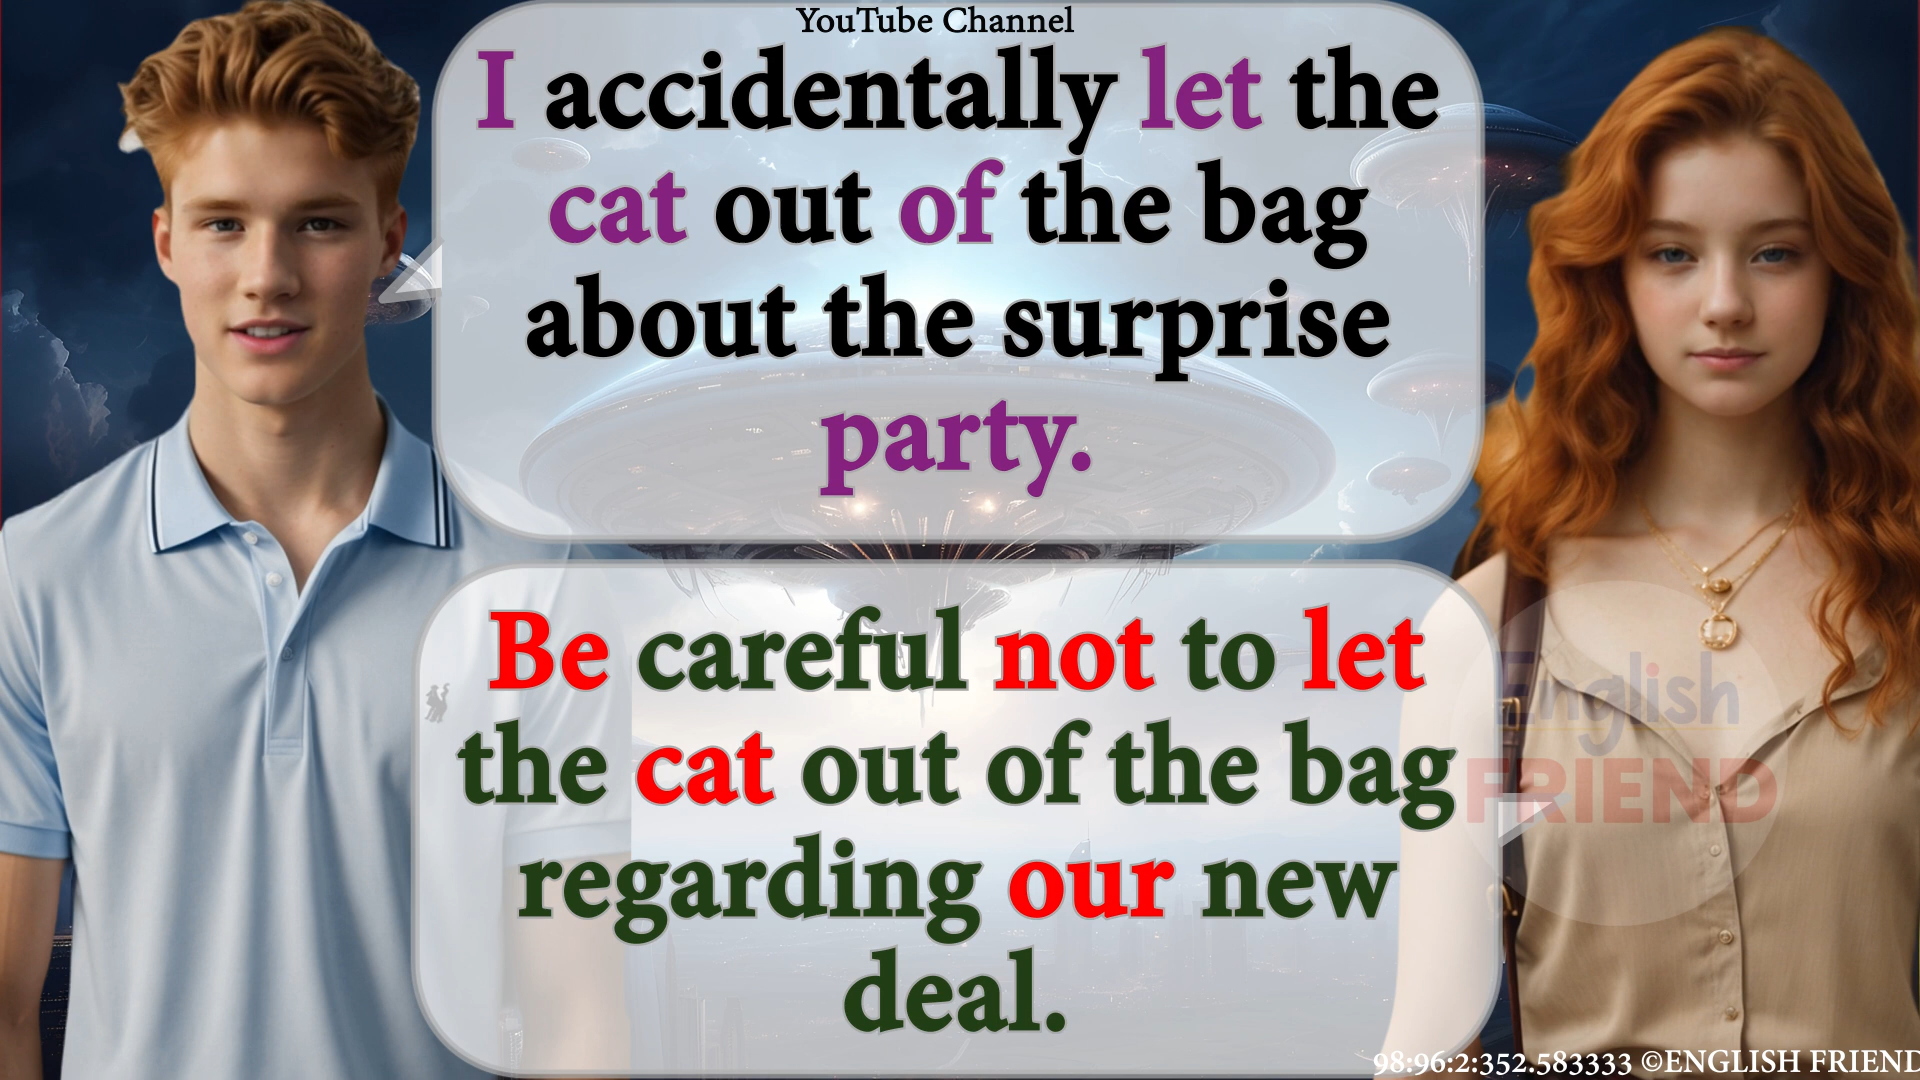 YouTube Channel
I accidentally let the
cat out of the bag
about the surprise
party.
Be careful not to let
the cat out of the bag
regarding our new
deal.
English
FRIEND
98:96:2:352.583333 ©ENGLISH FRIEND